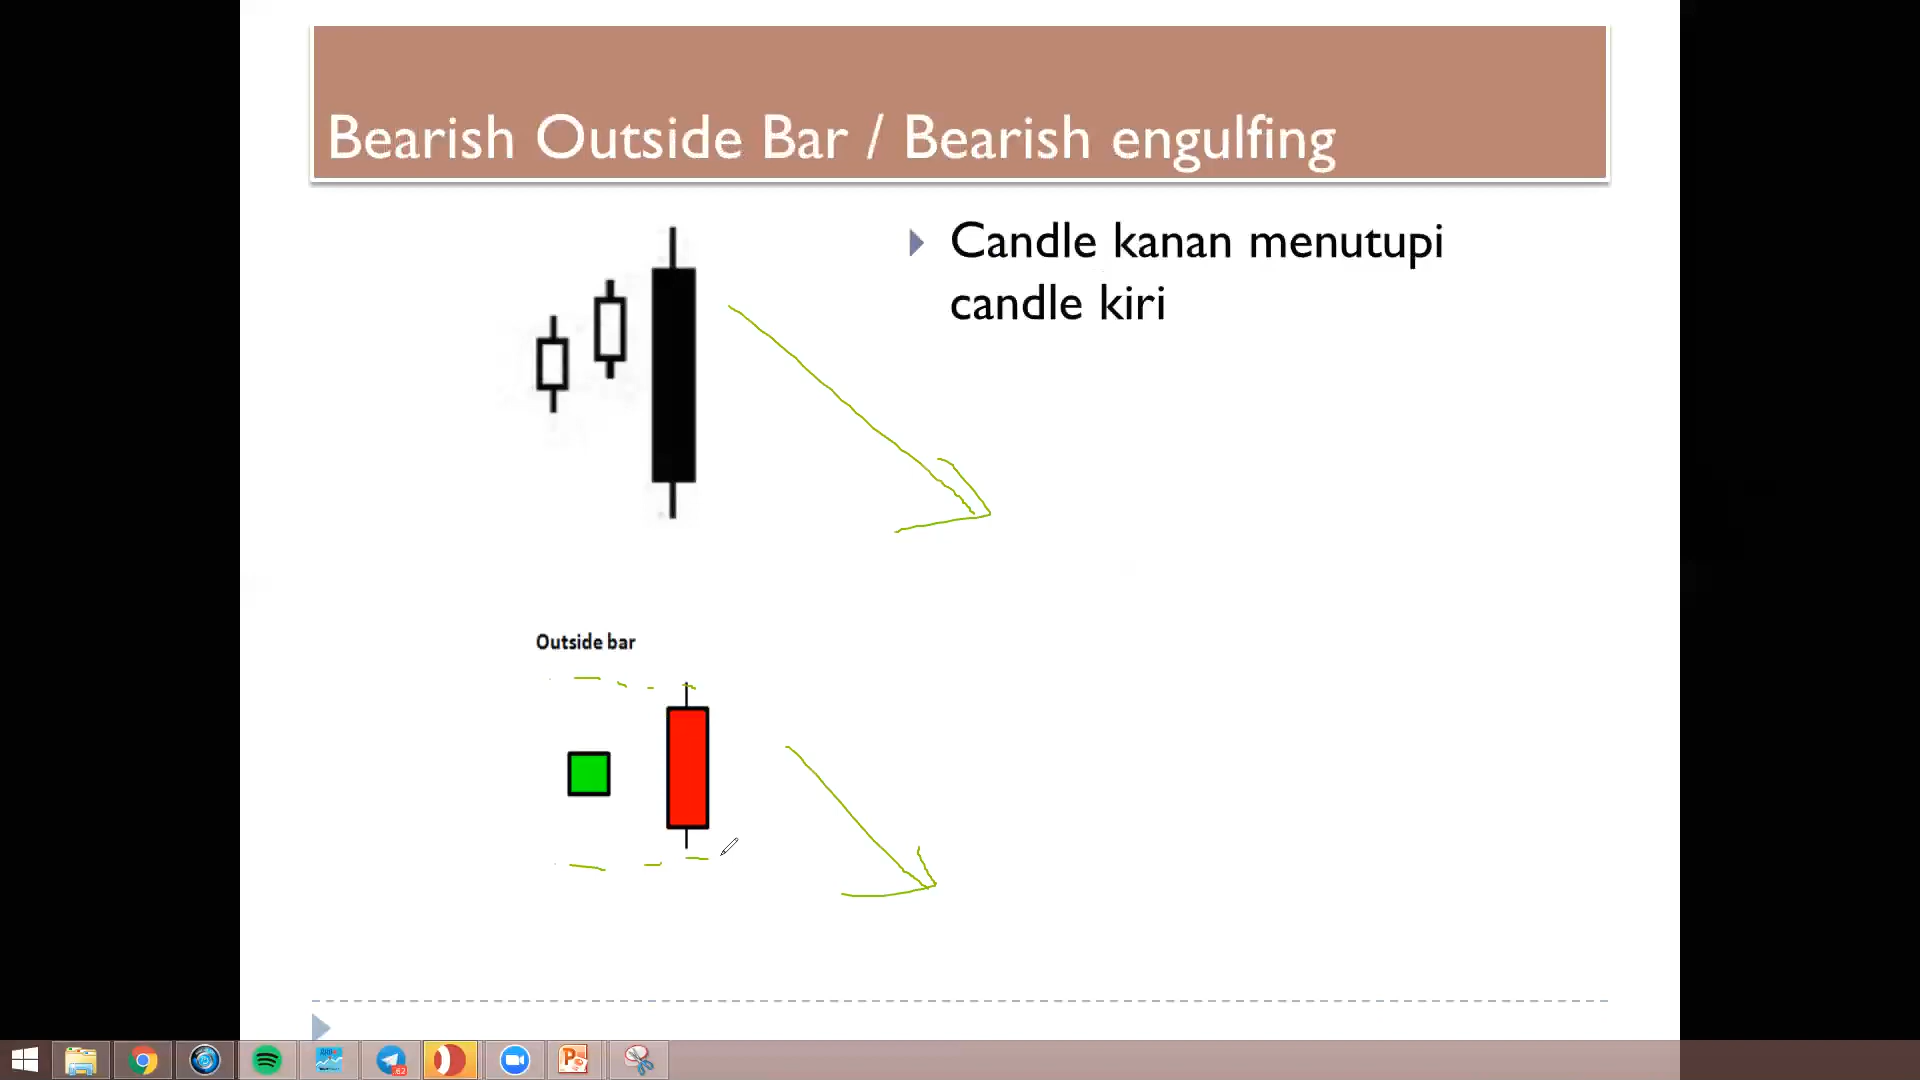 Bearish Outside Bar / Bearish engulfing
Candle kanan menutupi
candle kiri
Outside bar